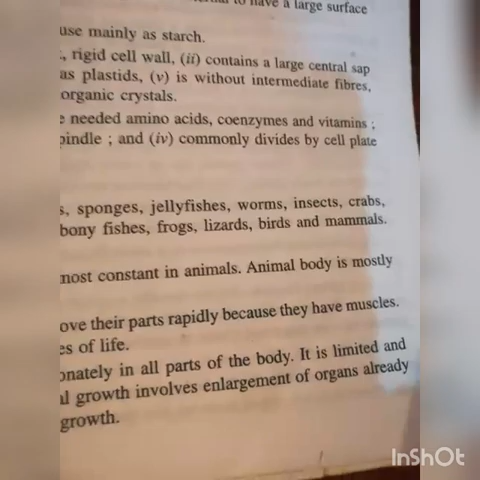 to have a large surface
use mainly as starch.
, rigid cell wall, (ii) contains a large central sap
as plastids, (v) is without intermediate fibres,
organic crystals.
needed amino acids, coenzymes and vitamins ;
pindle ; and (iv) commonly divides by cell plate
s, sponges, jellyfishes, worms, insects, crabs,
bony fishes, frogs, lizards, birds and mammals.
most constant in animals. Animal body is mostly
ove their parts rapidly because they have muscles.
es of life.
onately in all parts of the body. It is limited and
al growth involves enlargement of organs already
growth.
InShOt